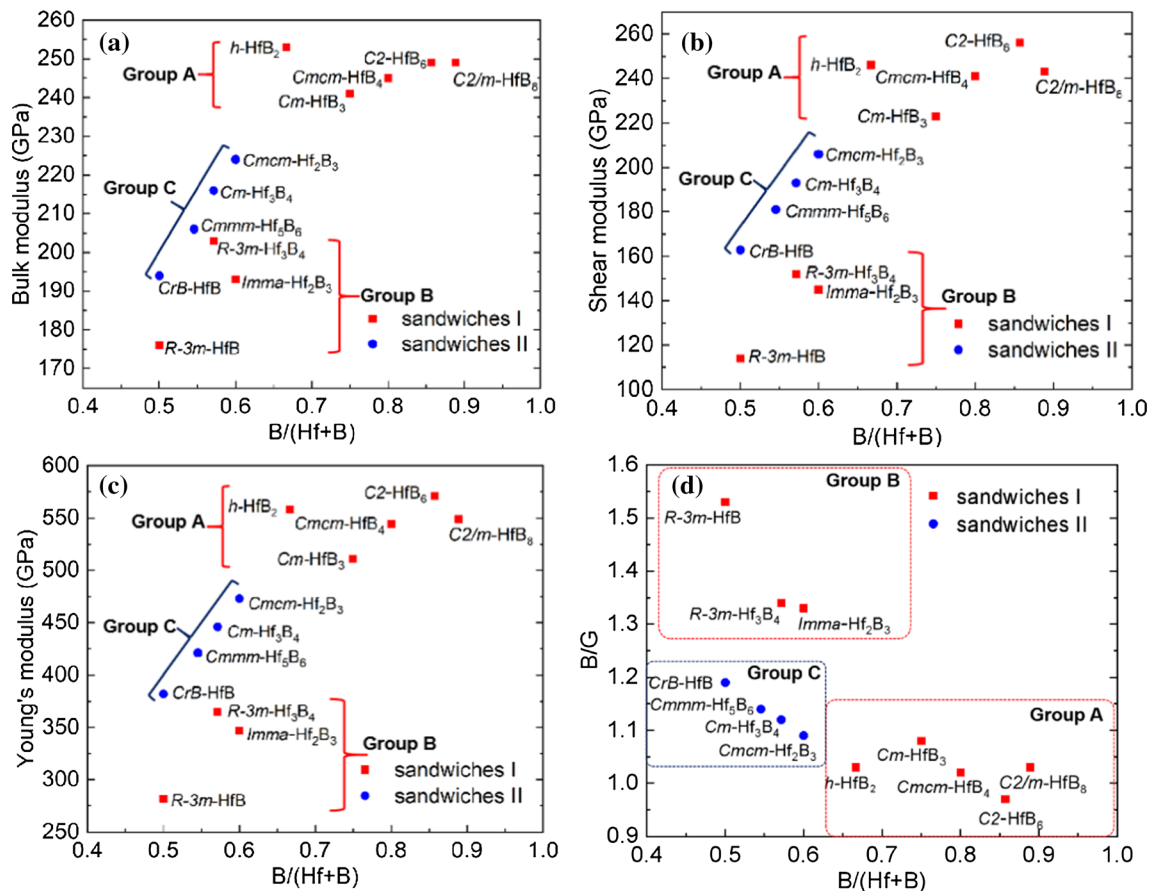 (a)
260
250
240
230
220
210
200
190
180
170
Bulk modulus (GPa)
0.4 0.5 0.6 0.7 0.8 0.9 1.0
B/(Hf+B)
Group A
h-HfB2
C2-HfB6
Cmcm-HfB4
C2/m-HfB8
Cm-HfB3
Group C
Cmcm-Hf2B3
Cm-Hf3B4
Cmmm-Hf5B6
R-3m-Hf3B4
CrB-HfB
Imma-Hf2B3
Group B
R-3m-HfB
sandwiches I
sandwiches II
(b)
260
240
220
200
180
160
140
120
100
Shear modulus (GPa)
0.4 0.5 0.6 0.7 0.8 0.9 1.0
B/(Hf+B)
Group A
C2-HfB6
h-HfB2
Cmcm-HfB4
C2/m-HfB8
Cm-HfB3
Group C
Cmcm-Hf2B3
Cm-Hf3B4
Cmmm-Hf5B6
CrB-HfB
R-3m-Hf3B4
Imma-Hf2B3
Group B
R-3m-HfB
sandwiches I
sandwiches II
(c)
600
550
500
450
400
350
300
250
Young's modulus (GPa)
0.4 0.5 0.6 0.7 0.8 0.9 1.0
B/(Hf+B)
Group A
h-HfB2
C2-HfB6
Cmcm-HfB4
C2/m-HfB8
Cm-HfB3
Group C
Cmcm-Hf2B3
Cm-Hf3B4
Cmmm-Hf5B6
CrB-HfB
R-3m-Hf3B4
Imma-Hf2B3
Group B
R-3m-HfB
sandwiches I
sandwiches II
(d)
1.6
1.5
1.4
1.3
1.2
1.1
1.0
0.9
B/G
0.4 0.5 0.6 0.7 0.8 0.9 1.0
B/(Hf+B)
Group B
sandwiches I
sandwiches II
R-3m-HfB
R-3m-Hf3B4
Imma-Hf2B3
Group C
CrB-HfB
Cmmm-Hf5B6
Cm-Hf3B4
Cmcm-Hf2B3
Group A
Cm-HfB3
h-HfB2
Cmcm-HfB4
C2/m-HfB8
C2-HfB6